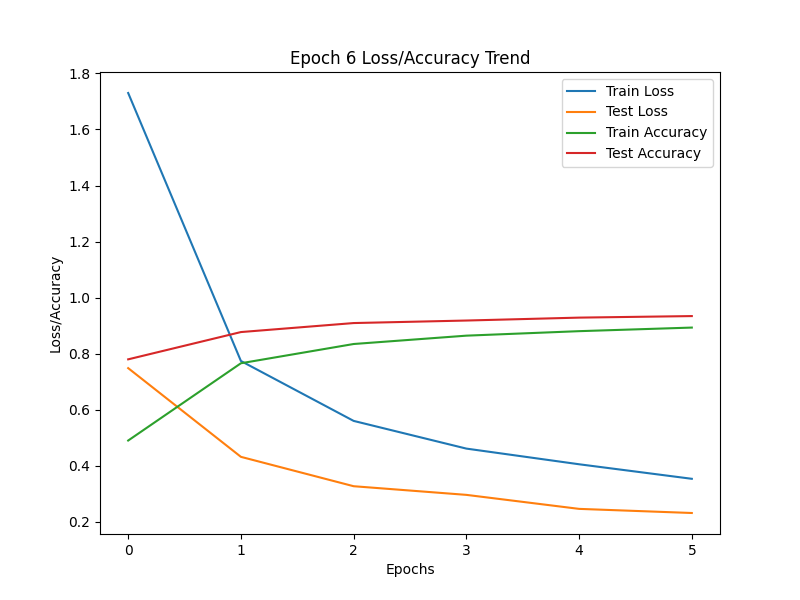 Epoch 6 Loss/Accuracy Trend
Train Loss
Test Loss
Train Accuracy
Test Accuracy
Loss/Accuracy
1.8
1.6
1.4
1.2
1.0
0.8
0.6
0.4
0.2
0 1 2 3 4 5
Epochs